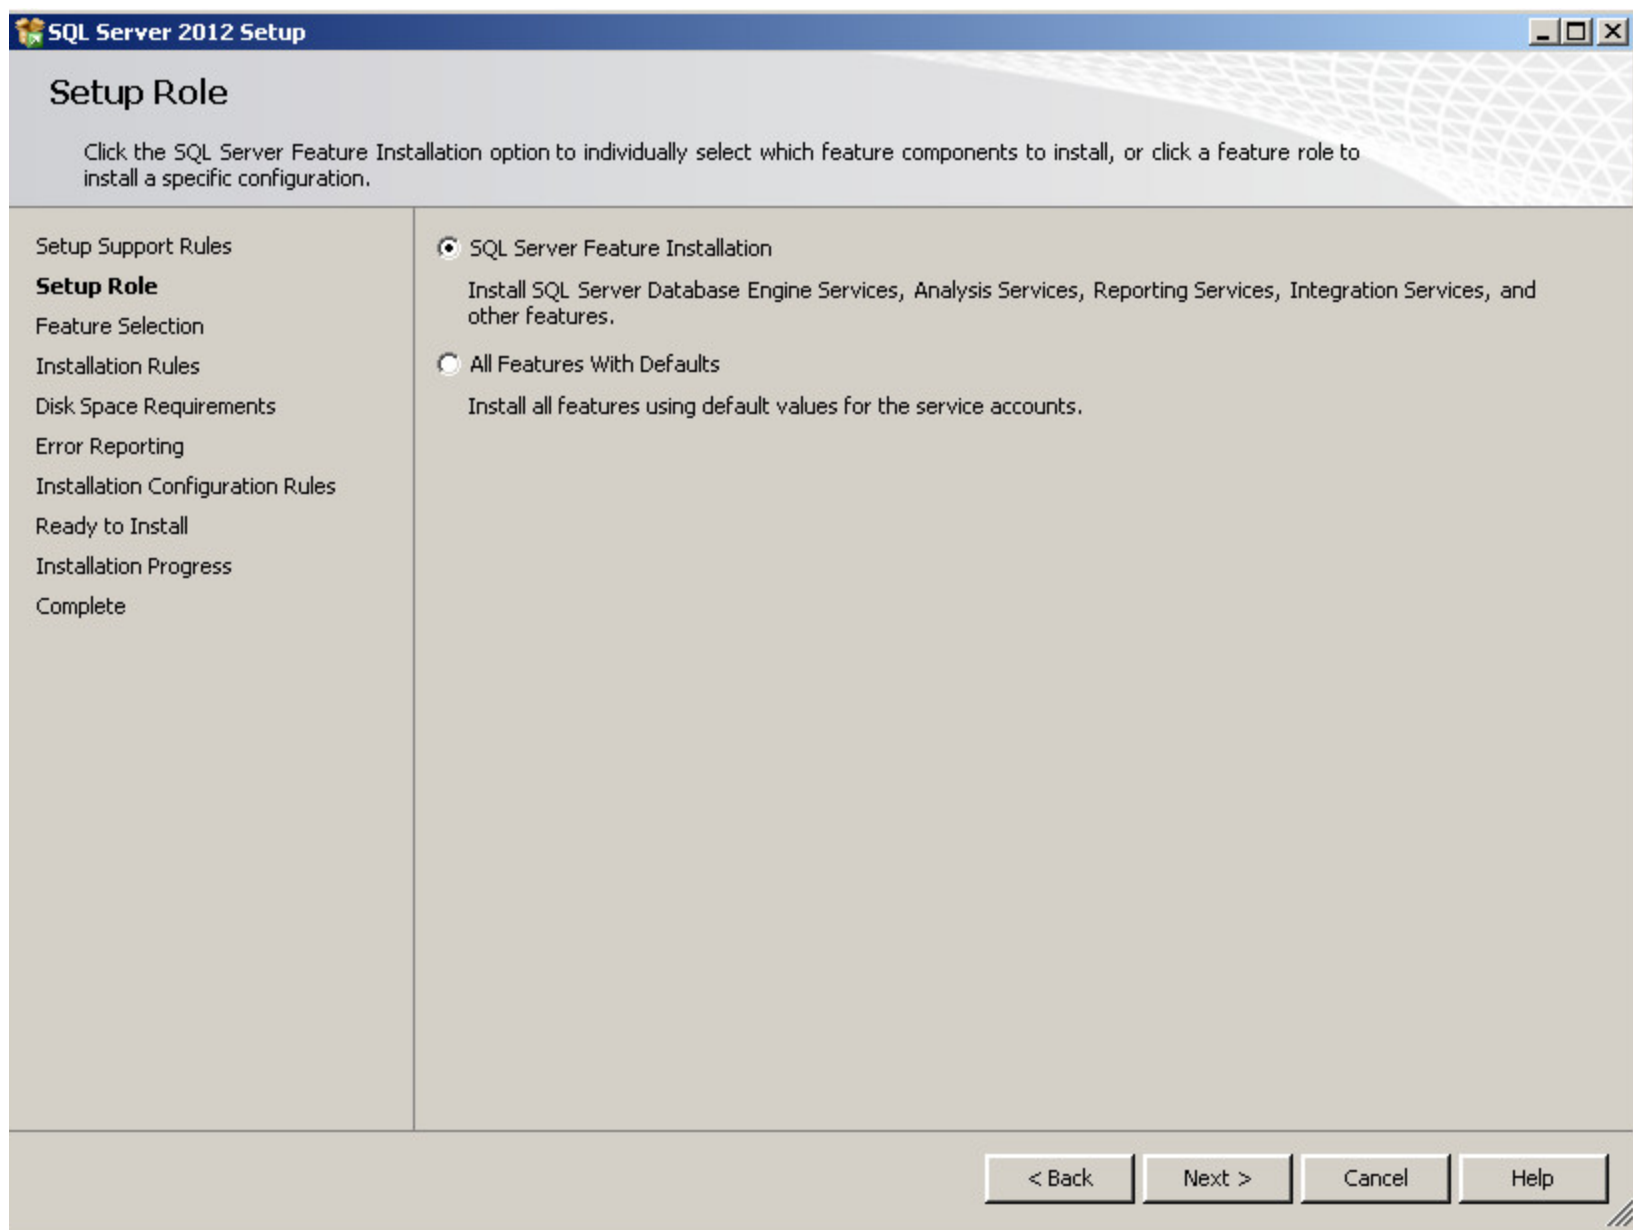 SQL Server 2012 Setup
Setup Role
Click the SQL Server Feature Installation option to individually select which feature components to install, or click a feature role to
install a specific configuration.
Setup Support Rules
Setup Role
Feature Selection
Installation Rules
Disk Space Requirements
Error Reporting
Installation Configuration Rules
Ready to Install
Installation Progress
Complete
SQL Server Feature Installation
Install SQL Server Database Engine Services, Analysis Services, Reporting Services, Integration Services, and
other features.
All Features With Defaults
Install all features using default values for the service accounts.
< Back
Next >
Cancel
Help